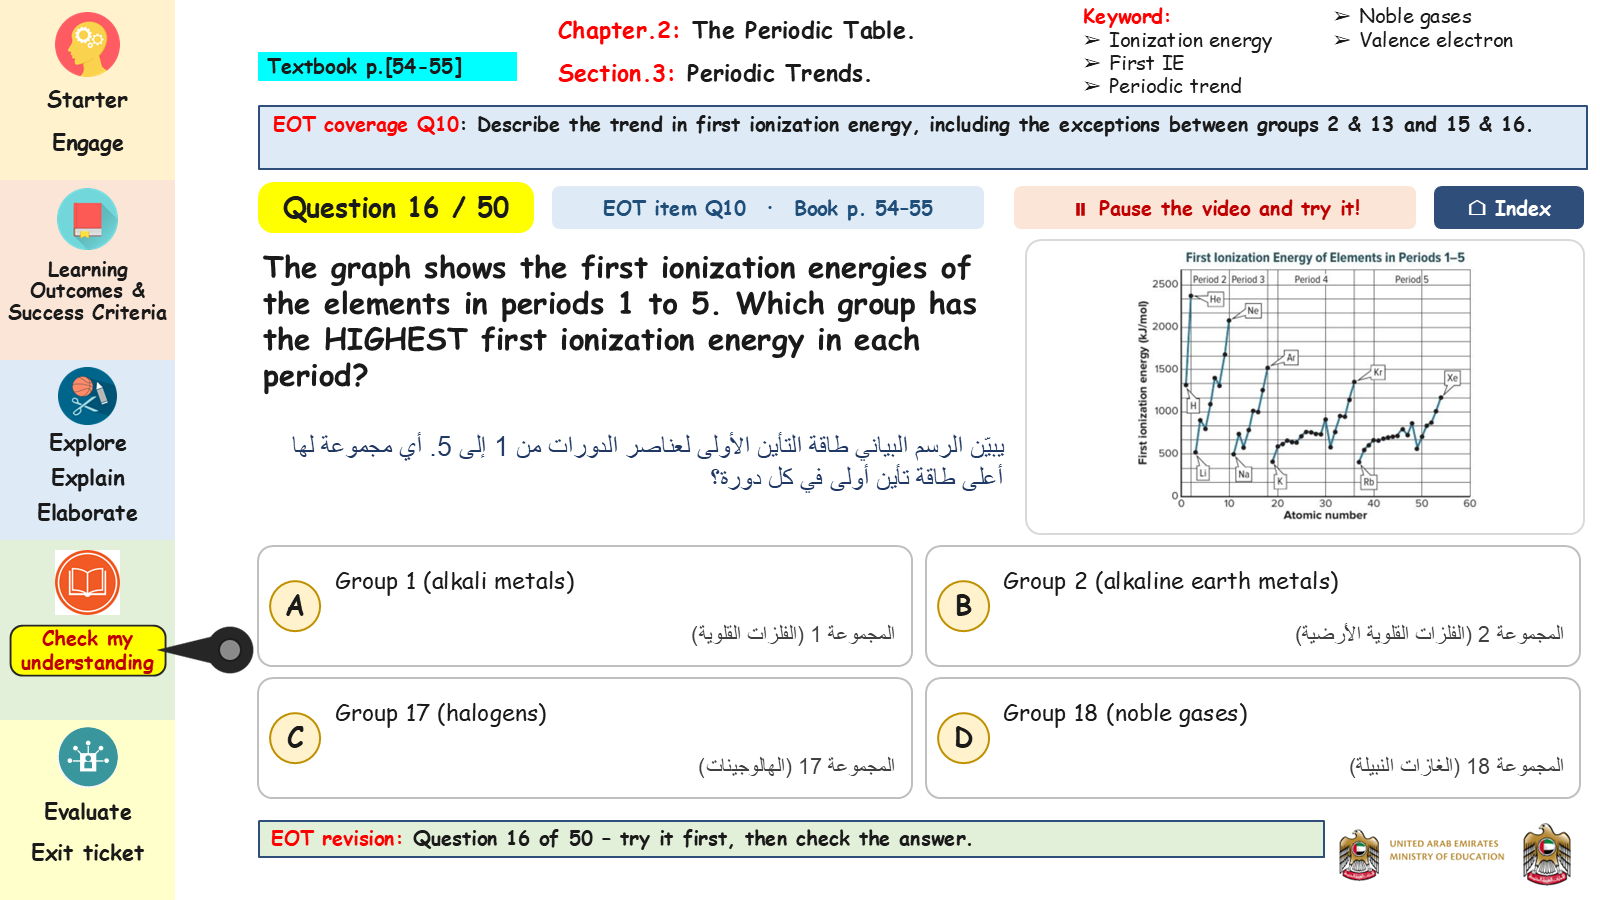 Starter
Engage
Learning
Outcomes &
Success Criteria
Explore
Explain
Elaborate
Check my
understanding
Evaluate
Exit ticket
Textbook p.[54-55]
Chapter.2: The Periodic Table.
Section.3: Periodic Trends.
Keyword:
➢ Ionization energy
➢ First IE
➢ Periodic trend
➢ Noble gases
➢ Valence electron
EOT coverage Q10: Describe the trend in first ionization energy, including the exceptions between groups 2 & 13 and 15 & 16.
Question 16 / 50
EOT item Q10 · Book p. 54–55
⏸ Pause the video and try it!
⌂ Index
The graph shows the first ionization energies of
the elements in periods 1 to 5. Which group has
the HIGHEST first ionization energy in each
period?
يبيّن الرسم البياني طاقة التأين الأولى لعناصر الدورات من 1 إلى 5. أي مجموعة لها
أعلى طاقة تأين أولى في كل دورة؟
First Ionization Energy of Elements in Periods 1–5
Period 2 Period 3 Period 4 Period 5
First ionization energy (kJ/mol)
2500
2000
1500
1000
500
0
He
Ne
Ar
Kr
Xe
H
Li
Na
K
Rb
0 10 20 30 40 50 60
Atomic number
A
Group 1 (alkali metals)
المجموعة 1 (الفلزات القلوية)
B
Group 2 (alkaline earth metals)
المجموعة 2 (الفلزات القلوية الأرضية)
C
Group 17 (halogens)
المجموعة 17 (الهالوجينات)
D
Group 18 (noble gases)
المجموعة 18 (الغازات النبيلة)
EOT revision: Question 16 of 50 – try it first, then check the answer.
UNITED ARAB EMIRATES
MINISTRY OF EDUCATION